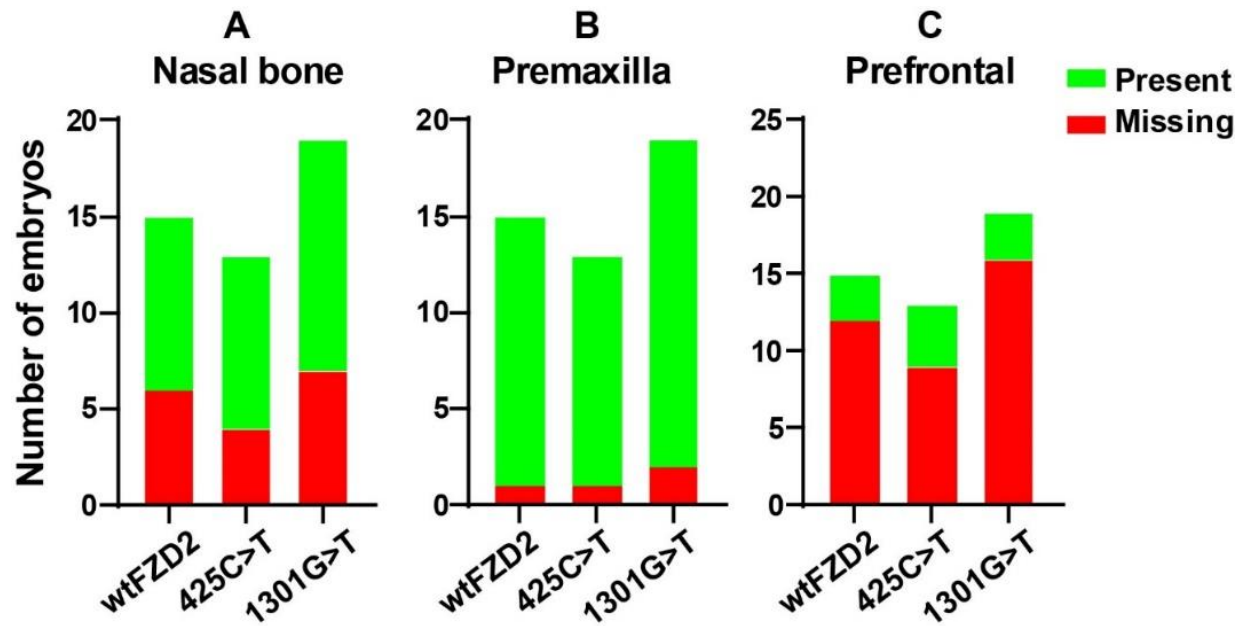 A
Nasal bone
B
Premaxilla
C
Prefrontal
Present
Missing
Number of embryos
20
15
10
5
0
wtFZD2
425C>T
1301G>T
20
15
10
5
0
wtFZD2
425C>T
1301G>T
25
20
15
10
5
0
wtFZD2
425C>T
1301G>T